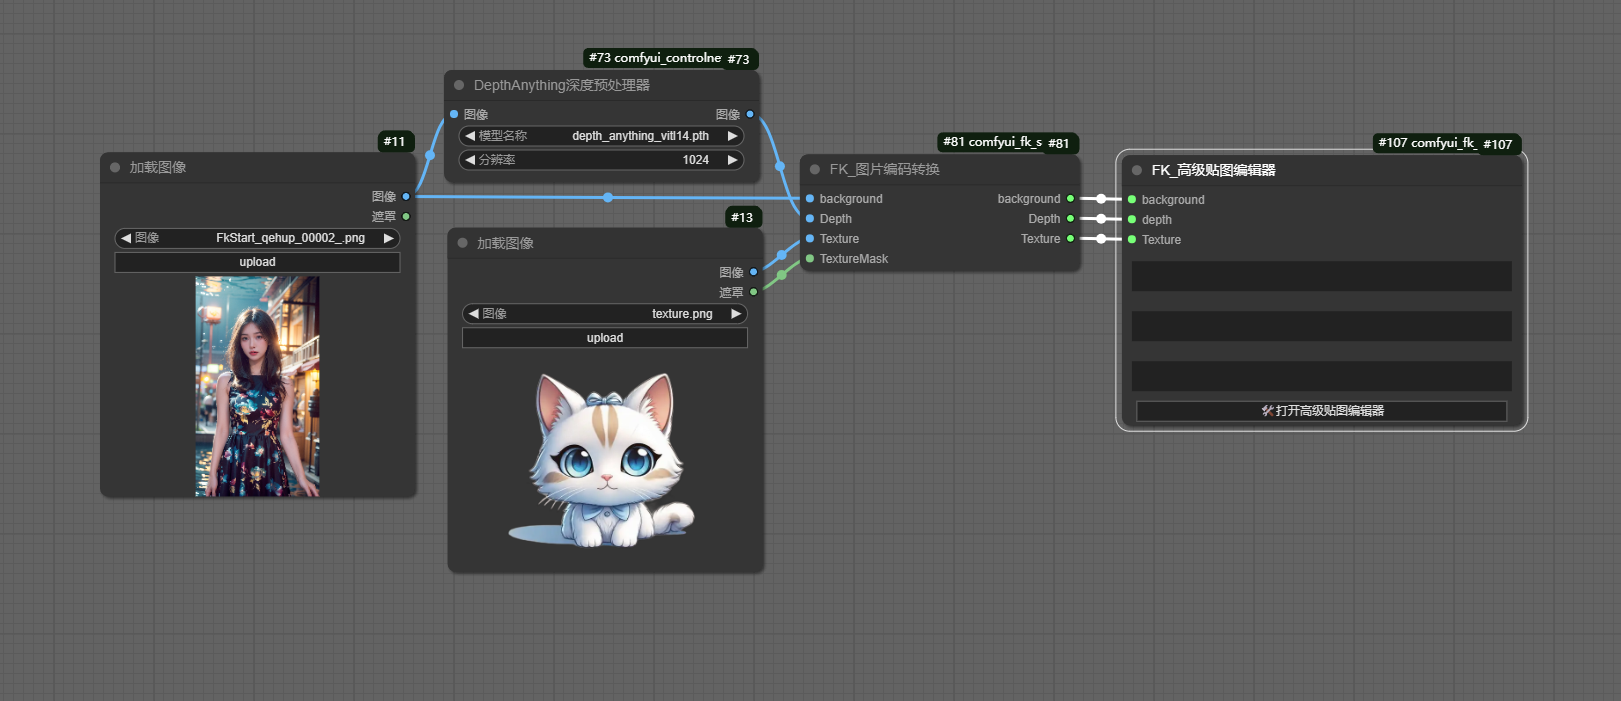 #11
加载图像
图像
遮罩
图像 FkStart_qehup_00002_.png
upload
#73 comfyui_controlne #73
DepthAnything深度预处理器
图像 图像
模型名称 depth_anything_vitl14.pth
分辨率 1024
#13
加载图像
图像
遮罩
图像 texture.png
upload
#81 comfyui_fk_s #81
FK_图片编码转换
background background
Depth Depth
Texture Texture
TextureMask
#107 comfyui_fk_ #107
FK_高级贴图编辑器
background
depth
Texture
🛠打开高级贴图编辑器